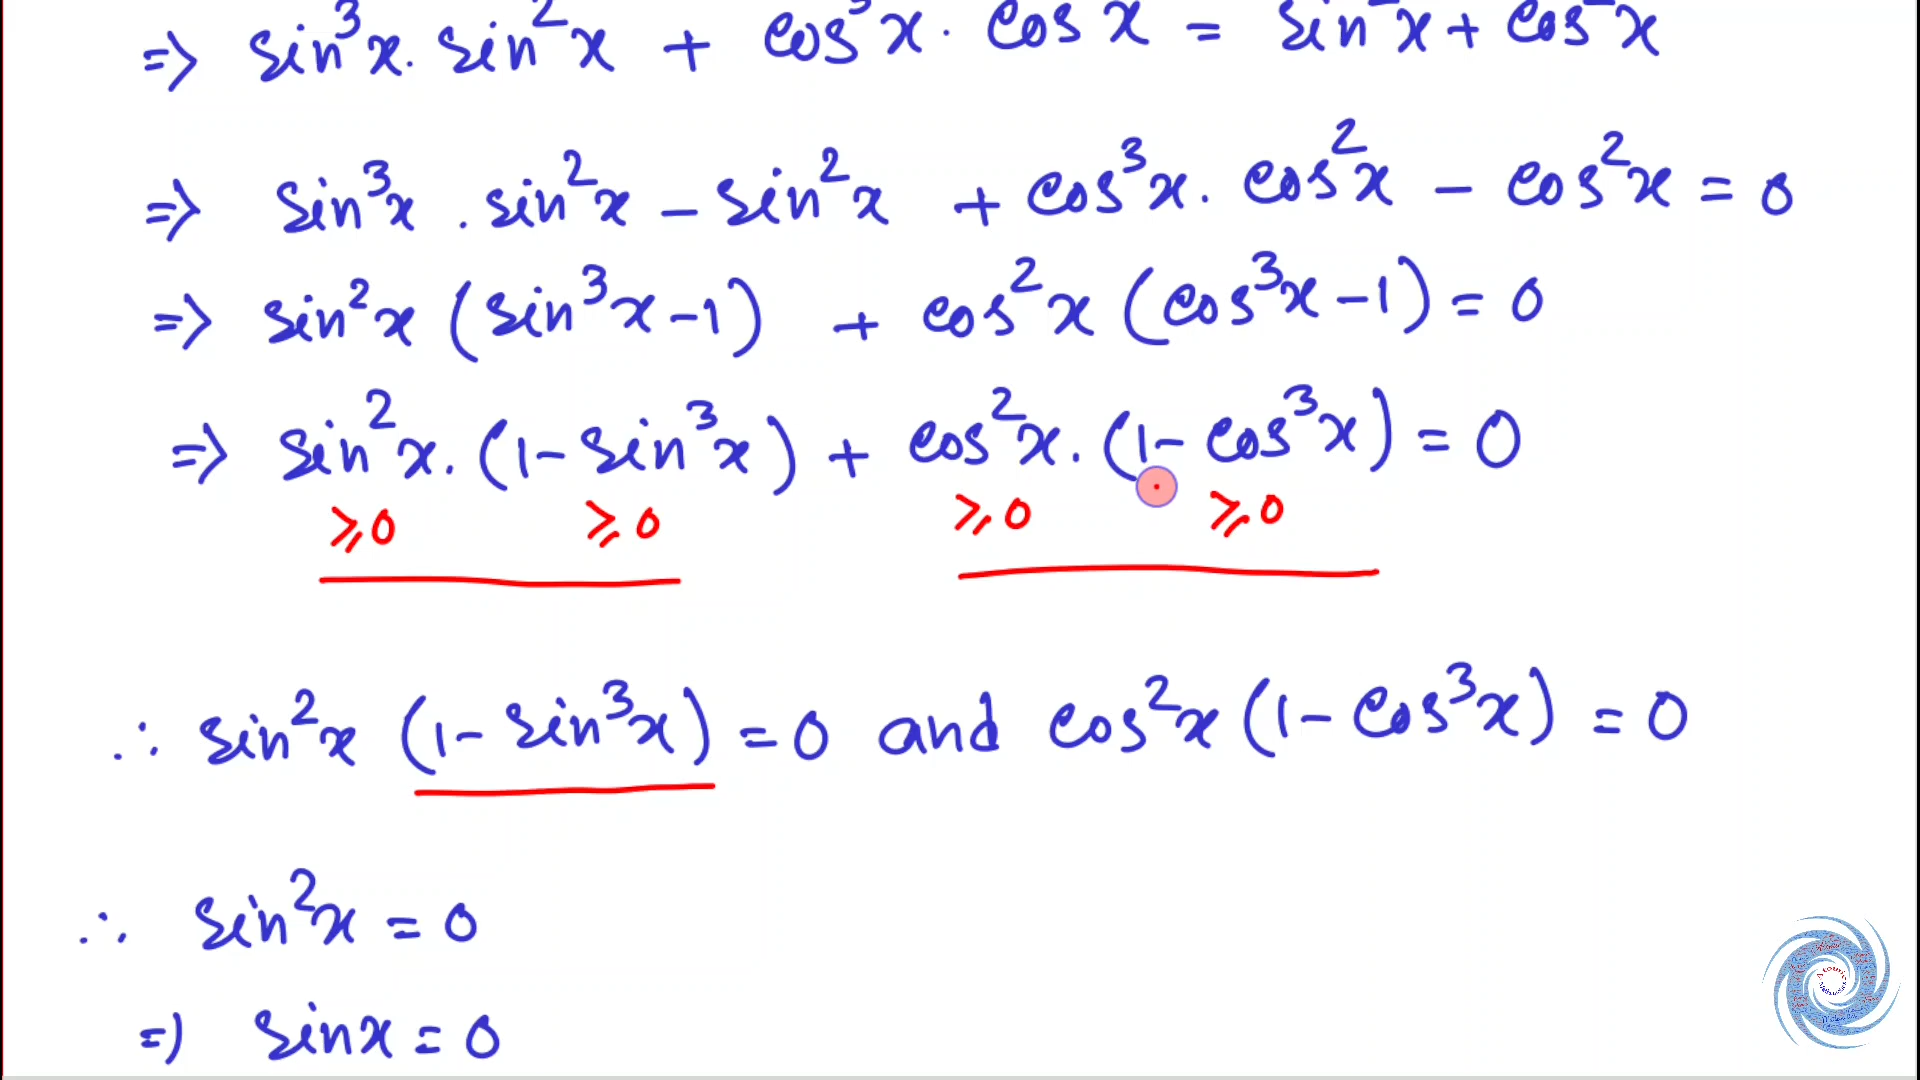 => sin³x. sin²x + cos³x. cos x = sin²x + cos²x
=> sin³x . sin²x - sin²x + cos³x. cos²x - cos²x = 0
=> sin²x (sin³x -1) + cos²x (cos³x -1) = 0
=> sin²x. (1- sin³x) + cos²x. (1- cos³x) = 0
⩾0 ⩾0 ⩾0 ⩾0
∴ sin²x (1- sin³x) = 0 and cos²x (1- cos³x) = 0
∴ sin²x = 0
=) sinx = 0